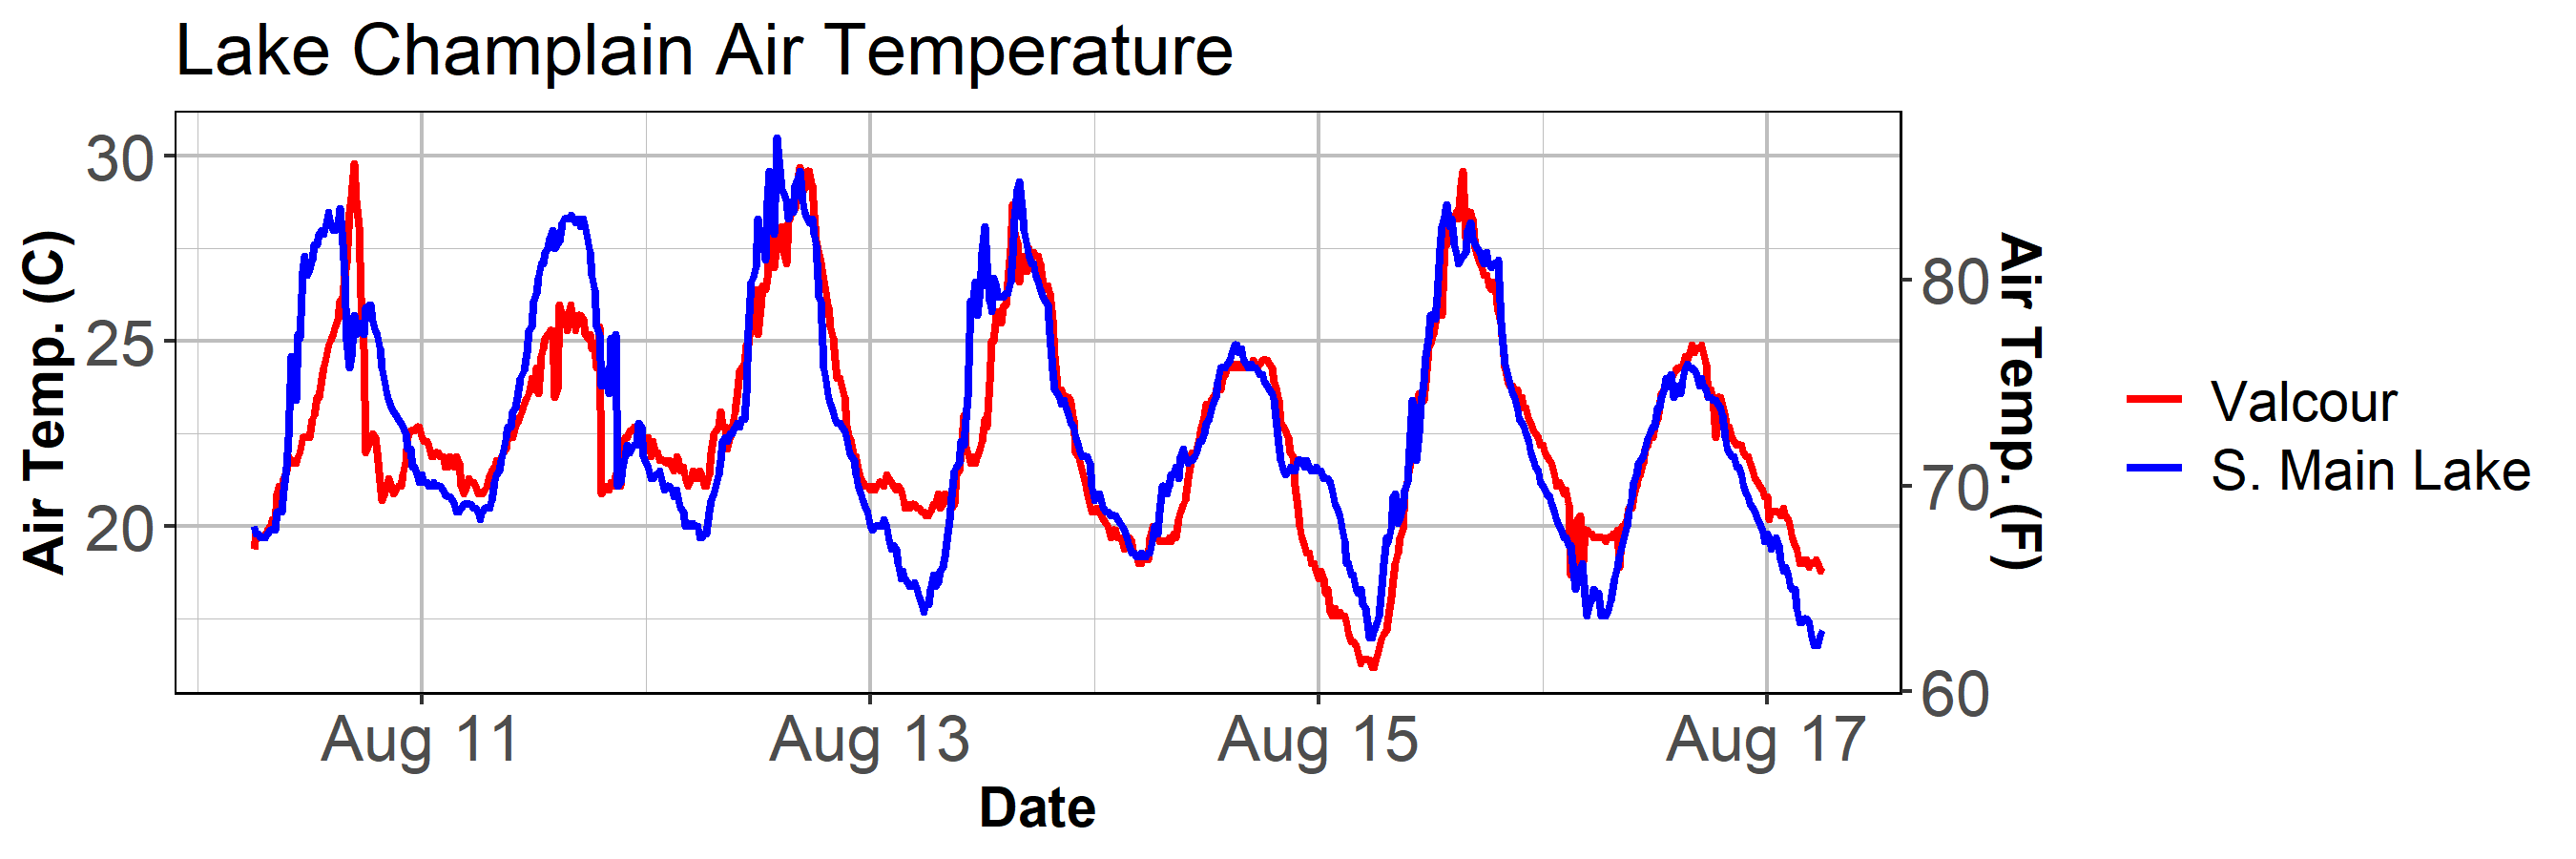 Lake Champlain Air Temperature
Air Temp. (C)
30
25
20
Air Temp. (F)
80
70
60
Aug 11
Aug 13
Aug 15
Aug 17
Date
Valcour
S. Main Lake